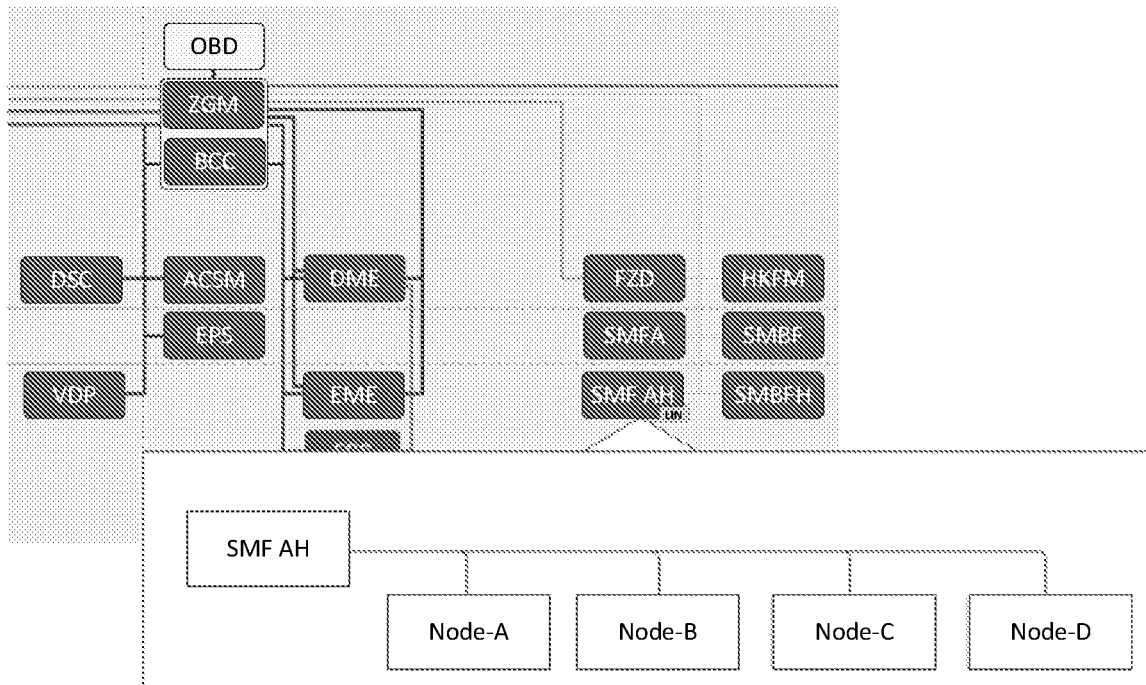 OBD
ZGM
BCC
DSC ACSM DME FZD HKFM
EPS SMFA SMBF
VDP EME SMF AH SMBFH
LIN
SMF AH
Node-A Node-B Node-C Node-D